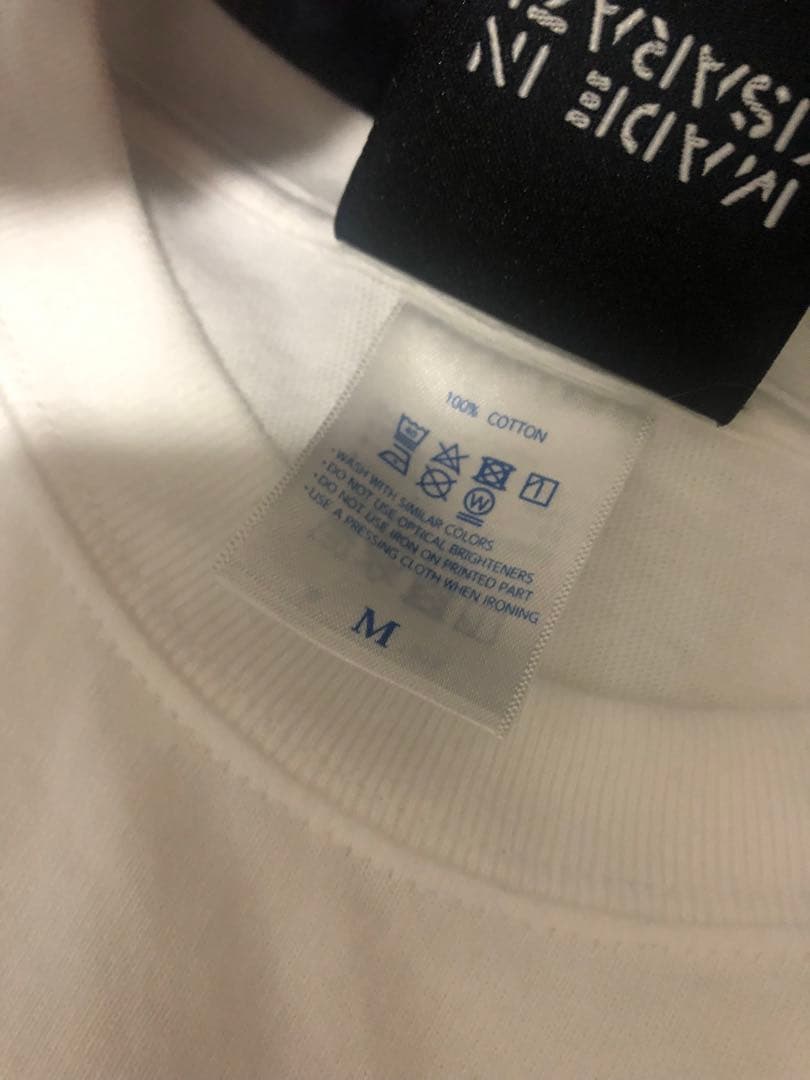 100% COTTON
40
W
·WASH WITH SIMILAR COLORS
·DO NOT USE OPTICAL BRIGHTENERS
·DO NOT USE IRON ON PRINTED PART
·USE A PRESSING CLOTH WHEN IRONING
M